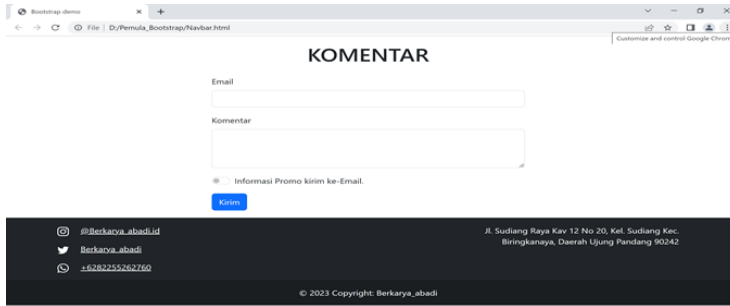 Bootstrap demo
File D:/Pemula_Bootstrap/Navbar.html
Customize and control Google Chrom
KOMENTAR
Email
Komentar
Informasi Promo kirim ke-Email.
Kirim
@Berkarya_abadi.id
Berkarya_abadi
+6282255262760
Jl. Sudiang Raya Kav 12 No 20, Kel. Sudiang Kec.
Biringkanaya, Daerah Ujung Pandang 90242
© 2023 Copyright: Berkarya_abadi